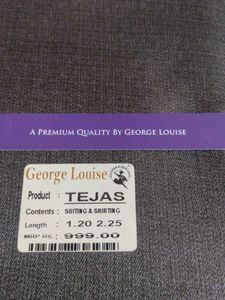 A PREMIUM QUALITY BY GEORGE LOUISE
George Louise
Product : TEJAS
Contents : SUITING & SHIRTING
Length : 1.20 2.25
MRP RS. : 999.00